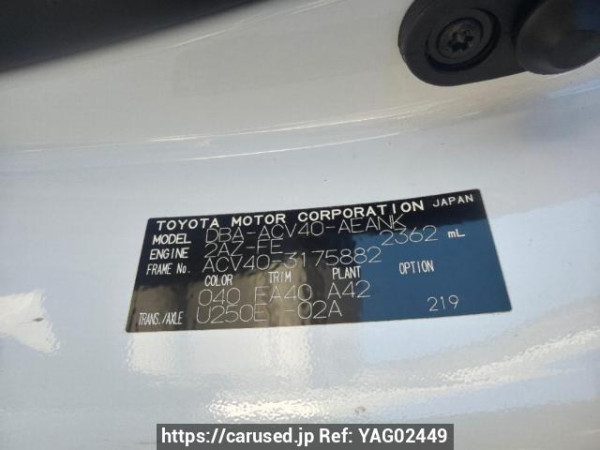 TOYOTA MOTOR CORPORATION JAPAN
MODEL DBA-ACV40-AEANK
ENGINE 2AZ-FE 2362 mL
FRAME No. ACV40-3175882
COLOR TRIM PLANT OPTION
040 EA40 A42
TRANS./AXLE U250E -02A 219
https://carused.jp Ref: YAG02449